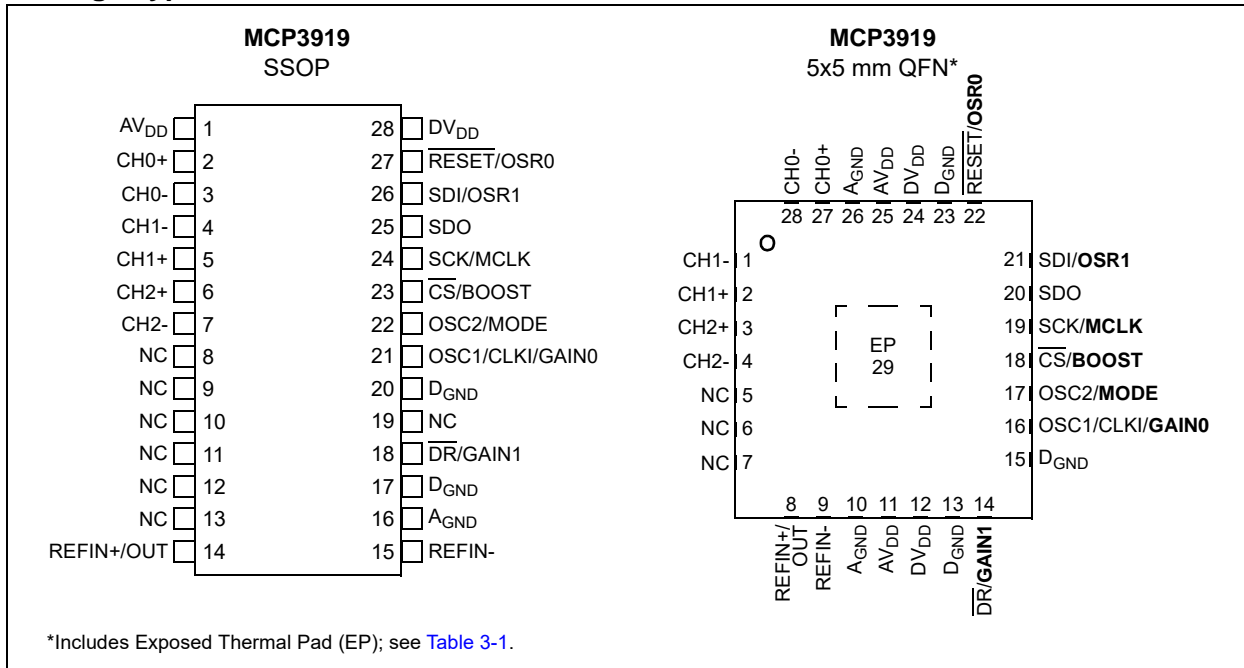 MCP3919
SSOP
AVDD 1
CH0+ 2
CH0- 3
CH1- 4
CH1+ 5
CH2+ 6
CH2- 7
NC 8
NC 9
NC 10
NC 11
NC 12
NC 13
REFIN+/OUT 14
28 DVDD
27 RESET/OSR0
26 SDI/OSR1
25 SDO
24 SCK/MCLK
23 CS/BOOST
22 OSC2/MODE
21 OSC1/CLKI/GAIN0
20 DGND
19 NC
18 DR/GAIN1
17 DGND
16 AGND
15 REFIN-
MCP3919
5x5 mm QFN*
CH0-
CH0+
AGND
AVDD
DVDD
DGND
RESET/OSR0
28 27 26 25 24 23 22
CH1- 1
CH1+ 2
CH2+ 3
CH2- 4
NC 5
NC 6
NC 7
EP
29
21 SDI/OSR1
20 SDO
19 SCK/MCLK
18 CS/BOOST
17 OSC2/MODE
16 OSC1/CLKI/GAIN0
15 DGND
8 9 10 11 12 13 14
REFIN+/
OUT
REFIN-
AGND
AVDD
DVDD
DGND
DR/GAIN1
*Includes Exposed Thermal Pad (EP); see Table 3-1.